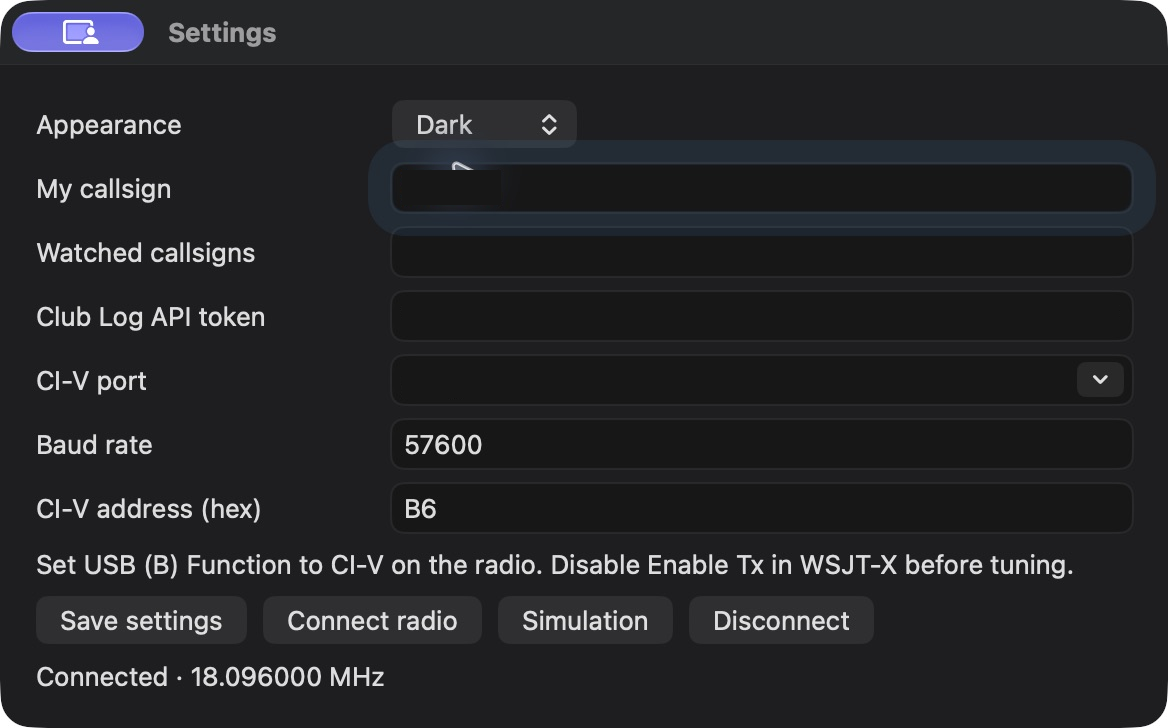 Settings
Appearance Dark
My callsign
Watched callsigns
Club Log API token
CI-V port
Baud rate 57600
CI-V address (hex) B6
Set USB (B) Function to CI-V on the radio. Disable Enable Tx in WSJT-X before tuning.
Save settings Connect radio Simulation Disconnect
Connected · 18.096000 MHz